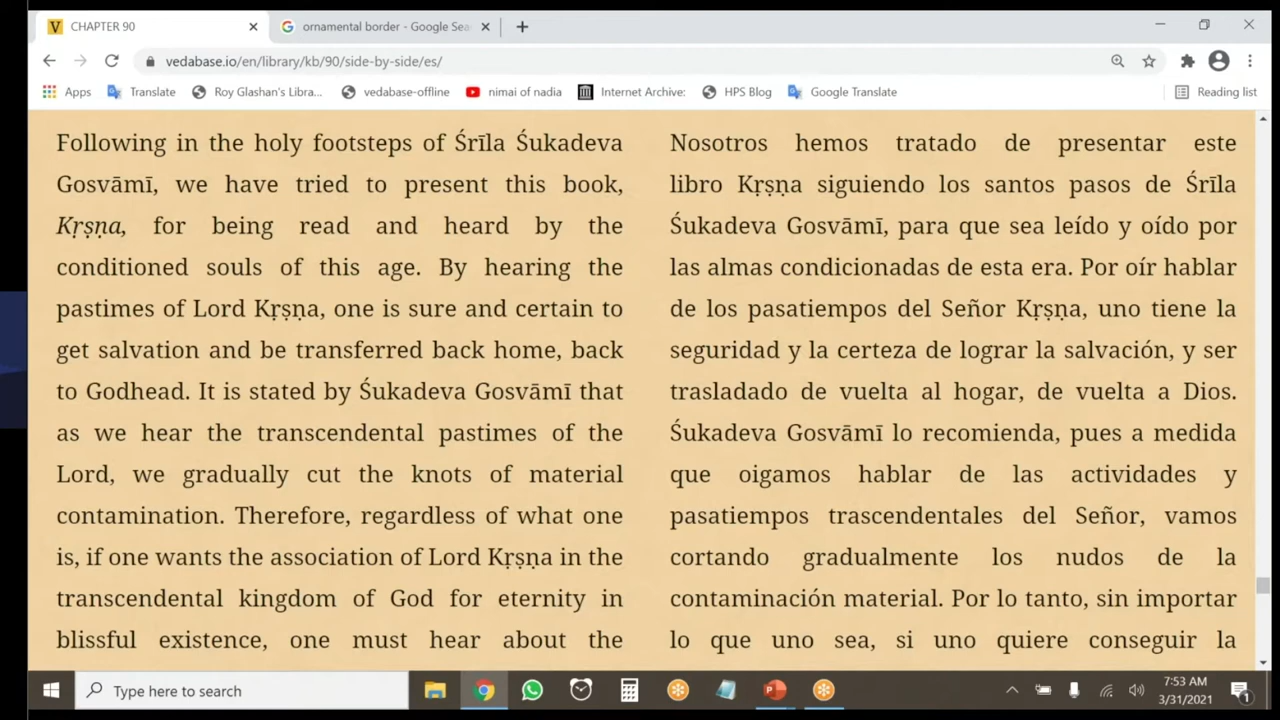 CHAPTER 90
ornamental border - Google Sea
vedabase.io/en/library/kb/90/side-by-side/es/
Apps Translate Roy Glashan's Libra... vedabase-offline nimai of nadia Internet Archive: HPS Blog Google Translate Reading list
Following in the holy footsteps of Śrīla Śukadeva
Gosvāmī, we have tried to present this book,
Kṛṣṇa, for being read and heard by the
conditioned souls of this age. By hearing the
pastimes of Lord Kṛṣṇa, one is sure and certain to
get salvation and be transferred back home, back
to Godhead. It is stated by Śukadeva Gosvāmī that
as we hear the transcendental pastimes of the
Lord, we gradually cut the knots of material
contamination. Therefore, regardless of what one
is, if one wants the association of Lord Kṛṣṇa in the
transcendental kingdom of God for eternity in
blissful existence, one must hear about the
Nosotros hemos tratado de presentar este
libro Kṛṣṇa siguiendo los santos pasos de Śrīla
Śukadeva Gosvāmī, para que sea leído y oído por
las almas condicionadas de esta era. Por oír hablar
de los pasatiempos del Señor Kṛṣṇa, uno tiene la
seguridad y la certeza de lograr la salvación, y ser
trasladado de vuelta al hogar, de vuelta a Dios.
Śukadeva Gosvāmī lo recomienda, pues a medida
que oigamos hablar de las actividades y
pasatiempos trascendentales del Señor, vamos
cortando gradualmente los nudos de la
contaminación material. Por lo tanto, sin importar
lo que uno sea, si uno quiere conseguir la
Type here to search
7:53 AM
3/31/2021
1